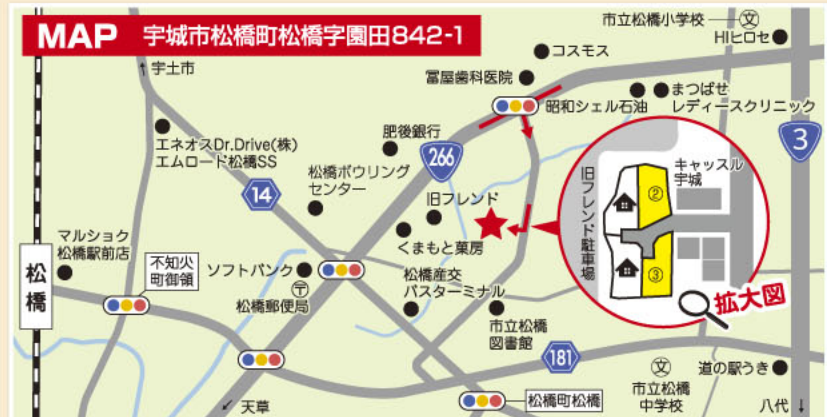 MAP 宇城市松橋町松橋字園田842-1
市立松橋小学校
文
HIヒロセ
コスモス
冨屋歯科医院
↑宇土市
昭和シェル石油
まつばせ
レディースクリニック
3
エネオスDr.Drive(株)
エムロード松橋SS
肥後銀行
266
松橋ボウリング
センター
14
旧フレンド
くまもと菓房
旧フレンド駐車場
キャッスル
宇城
②
③
拡大図
マルショク
松橋駅前店
不知火
町御領
松橋
ソフトバンク
〒
松橋郵便局
松橋産交
バスターミナル
市立松橋
図書館
181
文
市立松橋
中学校
道の駅うき
松橋町松橋
↙天草
八代↓